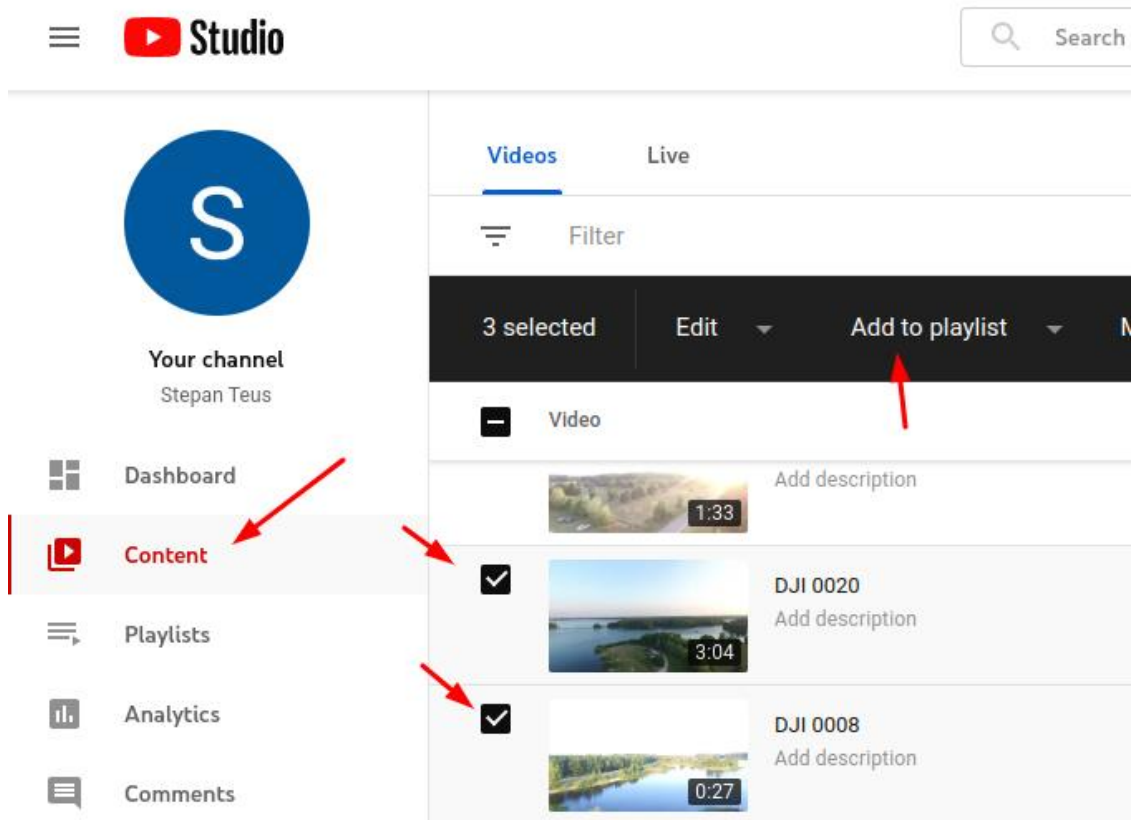 Studio
Search
S
Your channel
Stepan Teus
Dashboard
Content
Playlists
Analytics
Comments
Videos Live
Filter
3 selected Edit Add to playlist
Video
Add description
1:33
DJI 0020
Add description
3:04
DJI 0008
Add description
0:27